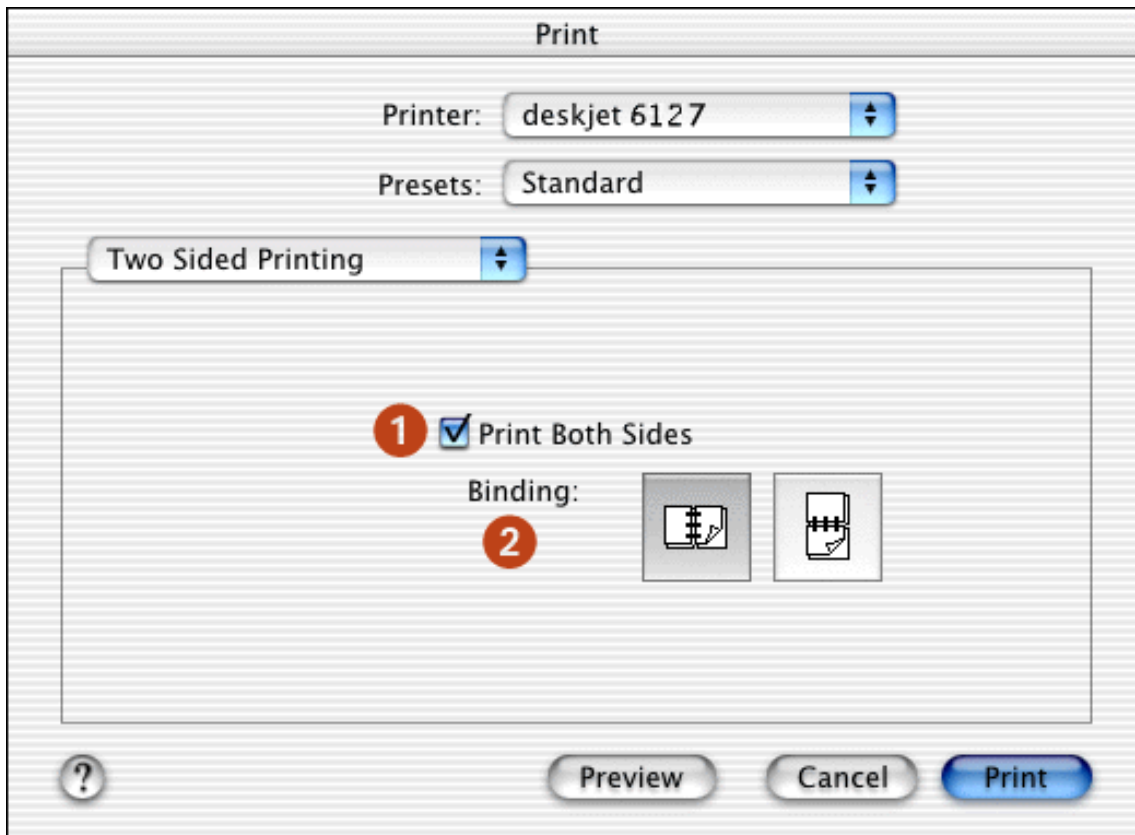 Print
Printer: deskjet 6127
Presets: Standard
Two Sided Printing
1 Print Both Sides
Binding:
2
? Preview Cancel Print